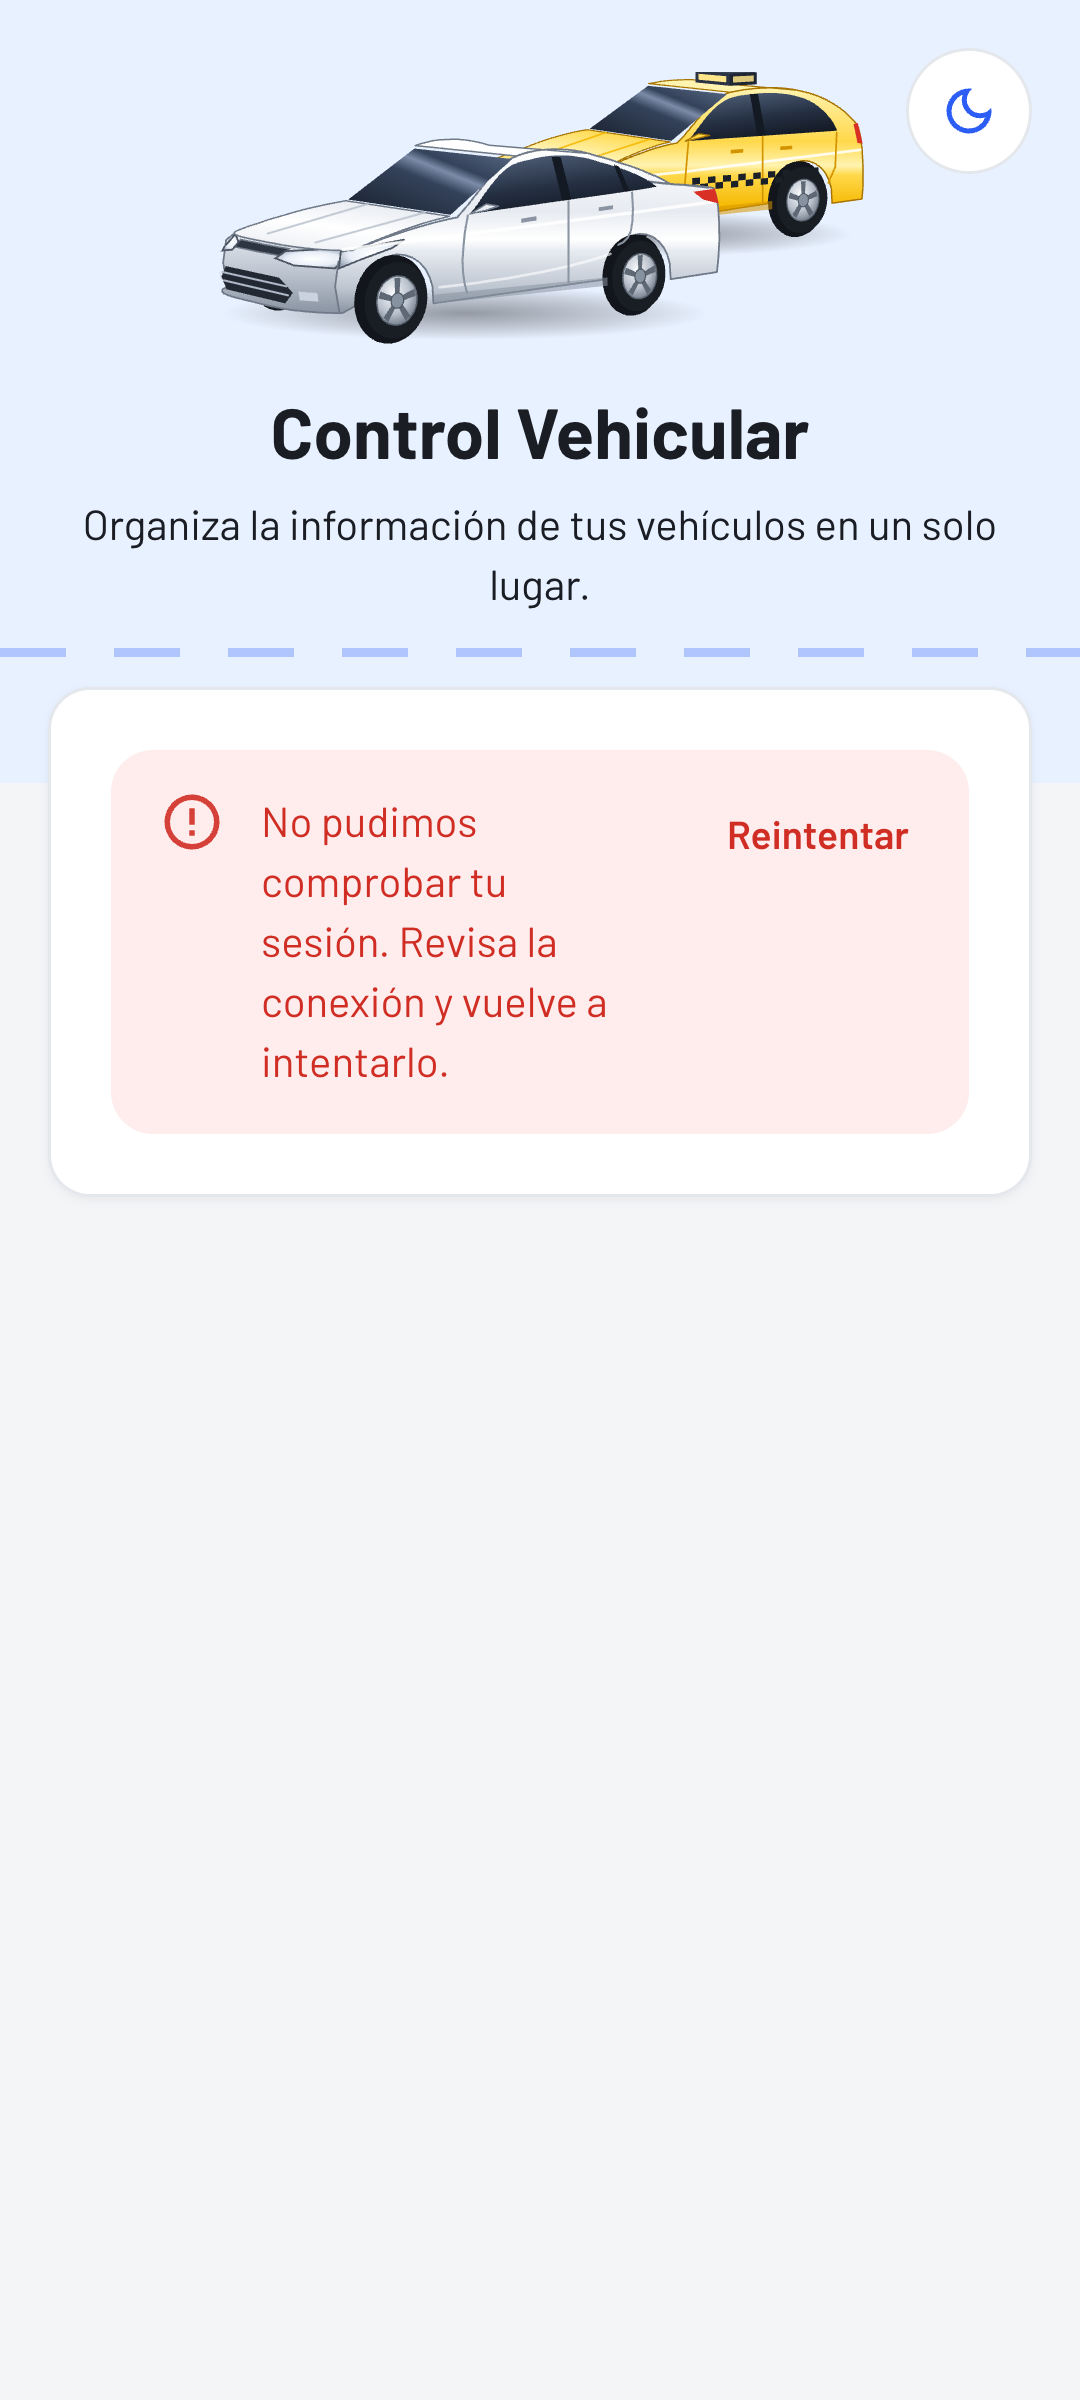 Control Vehicular
Organiza la información de tus vehículos en un solo
lugar.
No pudimos
comprobar tu
sesión. Revisa la
conexión y vuelve a
intentarlo.
Reintentar